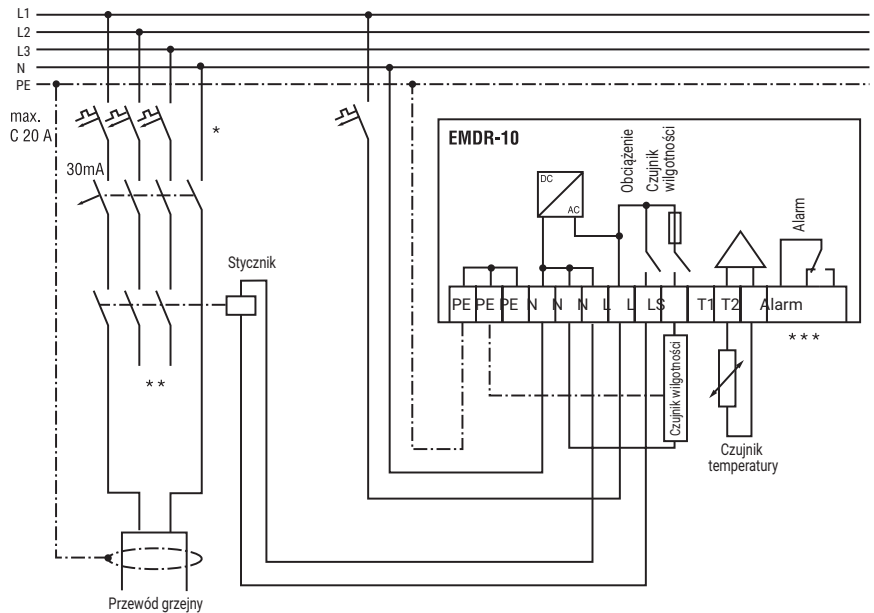 L1
L2
L3
N
PE
max.
C 20 A
*
30mA
Stycznik
* *
Przewód grzejny
EMDR-10
DC
AC
Obciążenie
Czujnik
wilgotności
Alarm
PE PE PE N N N L L LS T1 T2 Alarm
* * *
Czujnik wilgotności
Czujnik
temperatury